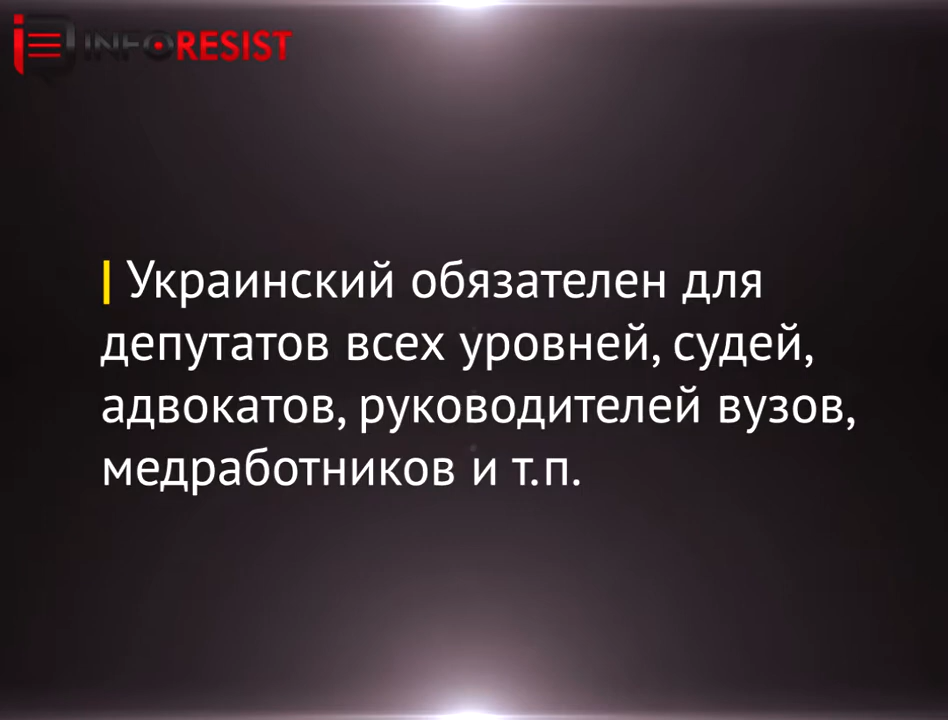 INFORESIST
| Украинский обязателен для
депутатов всех уровней, судей,
адвокатов, руководителей вузов,
медработников и т.п.